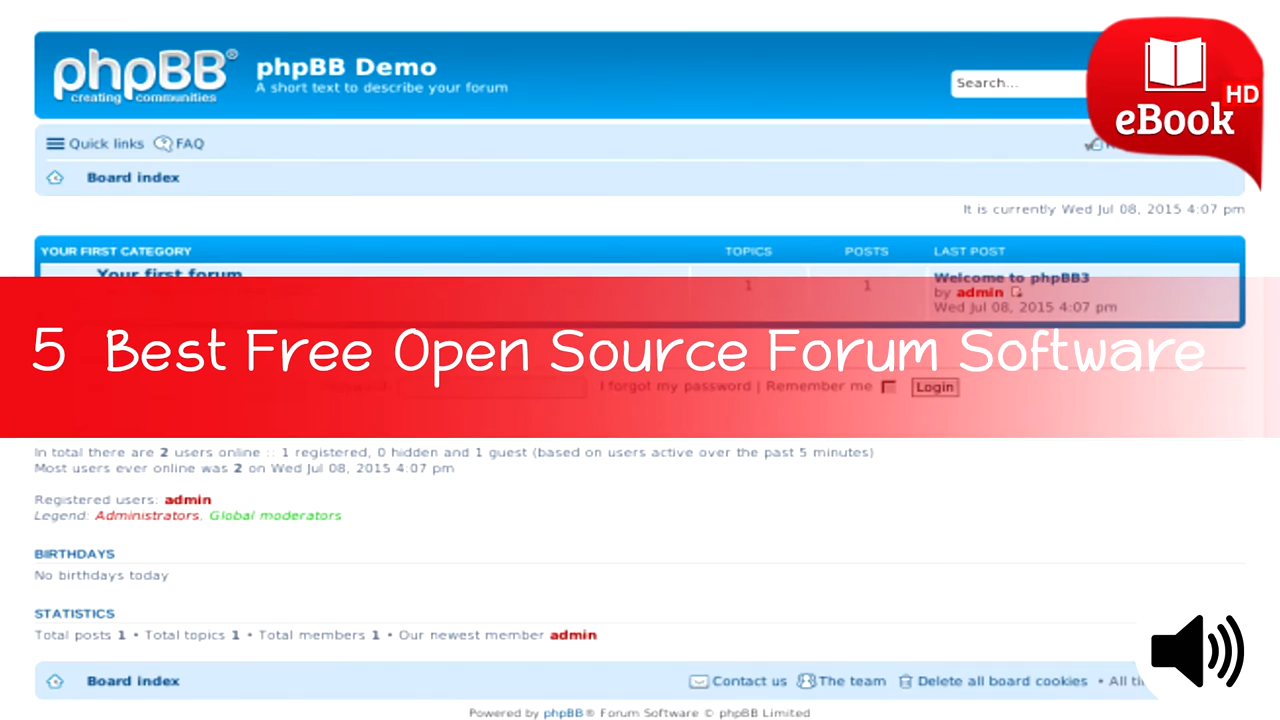 phpBB®
creating communities
phpBB Demo
A short text to describe your forum
Search...
eBook HD
Quick links FAQ
Board index
It is currently Wed Jul 08, 2015 4:07 pm
YOUR FIRST CATEGORY TOPICS POSTS LAST POST
Your first forum 1 1 Welcome to phpBB3
by admin
Wed Jul 08, 2015 4:07 pm
5 Best Free Open Source Forum Software
I forgot my password | Remember me Login
In total there are 2 users online :: 1 registered, 0 hidden and 1 guest (based on users active over the past 5 minutes)
Most users ever online was 2 on Wed Jul 08, 2015 4:07 pm
Registered users: admin
Legend: Administrators, Global moderators
BIRTHDAYS
No birthdays today
STATISTICS
Total posts 1 • Total topics 1 • Total members 1 • Our newest member admin
Board index Contact us The team Delete all board cookies • All
Powered by phpBB® Forum Software © phpBB Limited